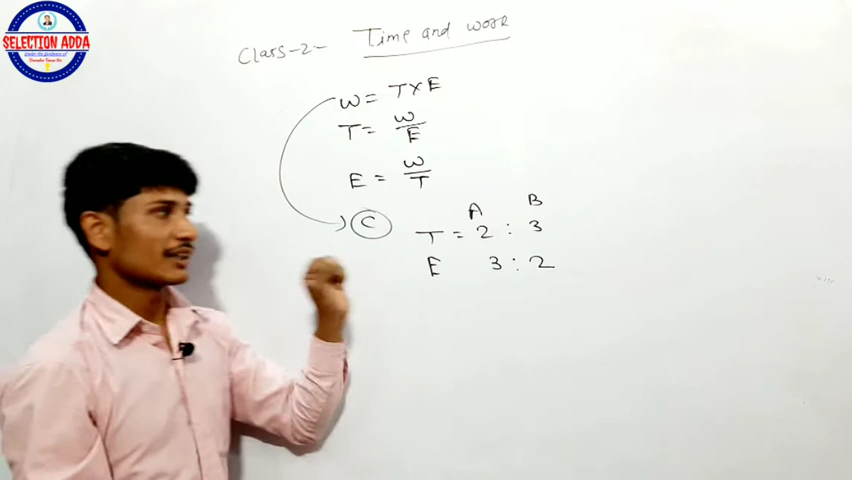 SELECTION ADDA
Class-2- Time and work
W = T×E
T = W/E
E = W/T
C
A B
T = 2 : 3
E 3 : 2